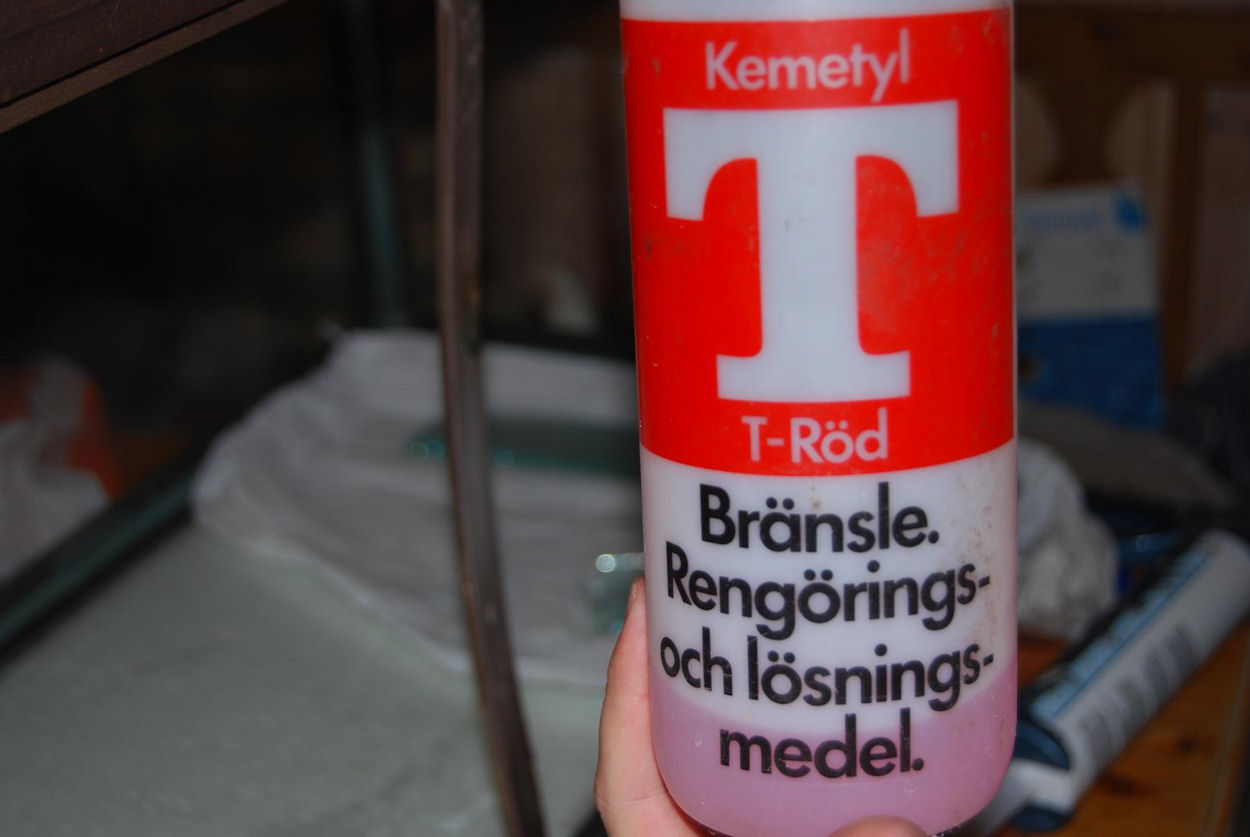 Kemetyl
T
T-Röd
Bränsle.
Rengörings-
och lösnings-
medel.